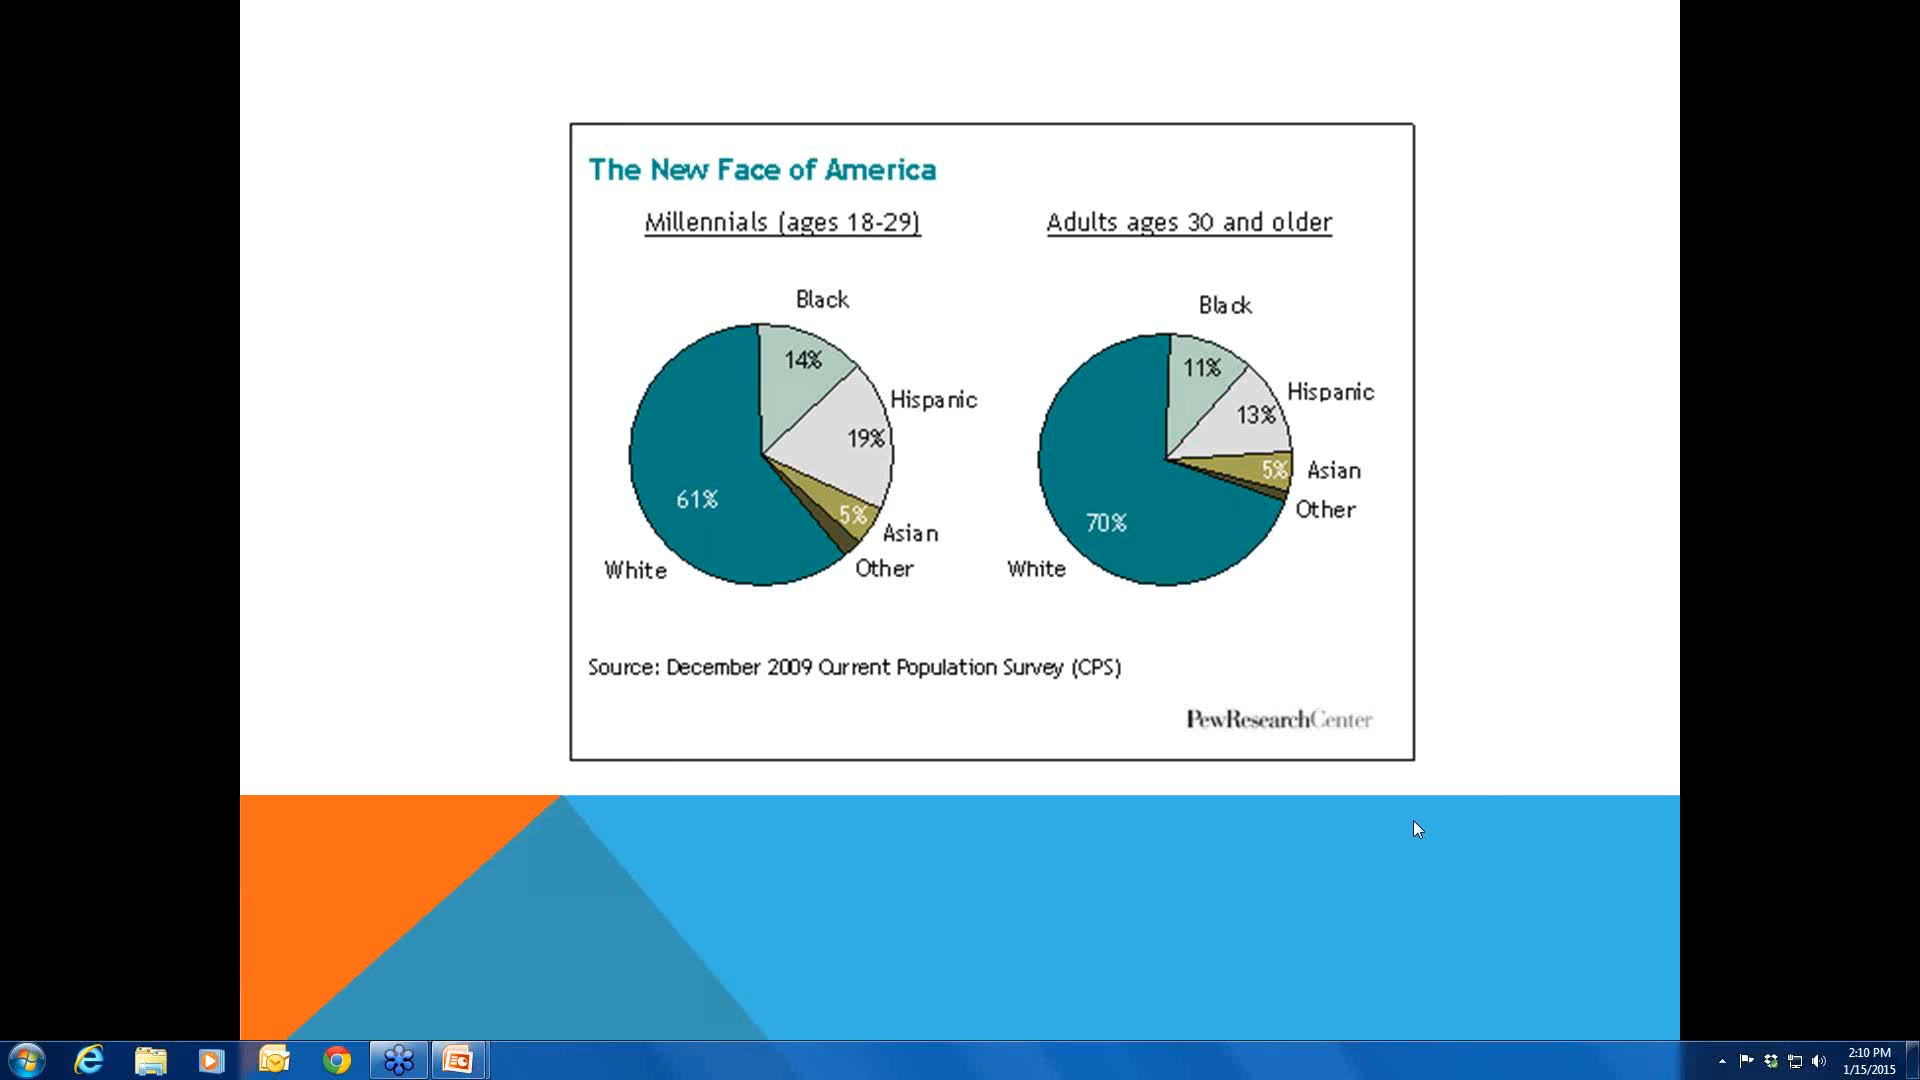 The New Face of America
Millennials (ages 18-29)
Adults ages 30 and older
Black
14%
Hispanic
19%
61%
5%
Asian
White
Other
Black
11%
Hispanic
13%
5%
Asian
Other
70%
White
Source: December 2009 Current Population Survey (CPS)
PewResearchCenter
2:10 PM
1/15/2015